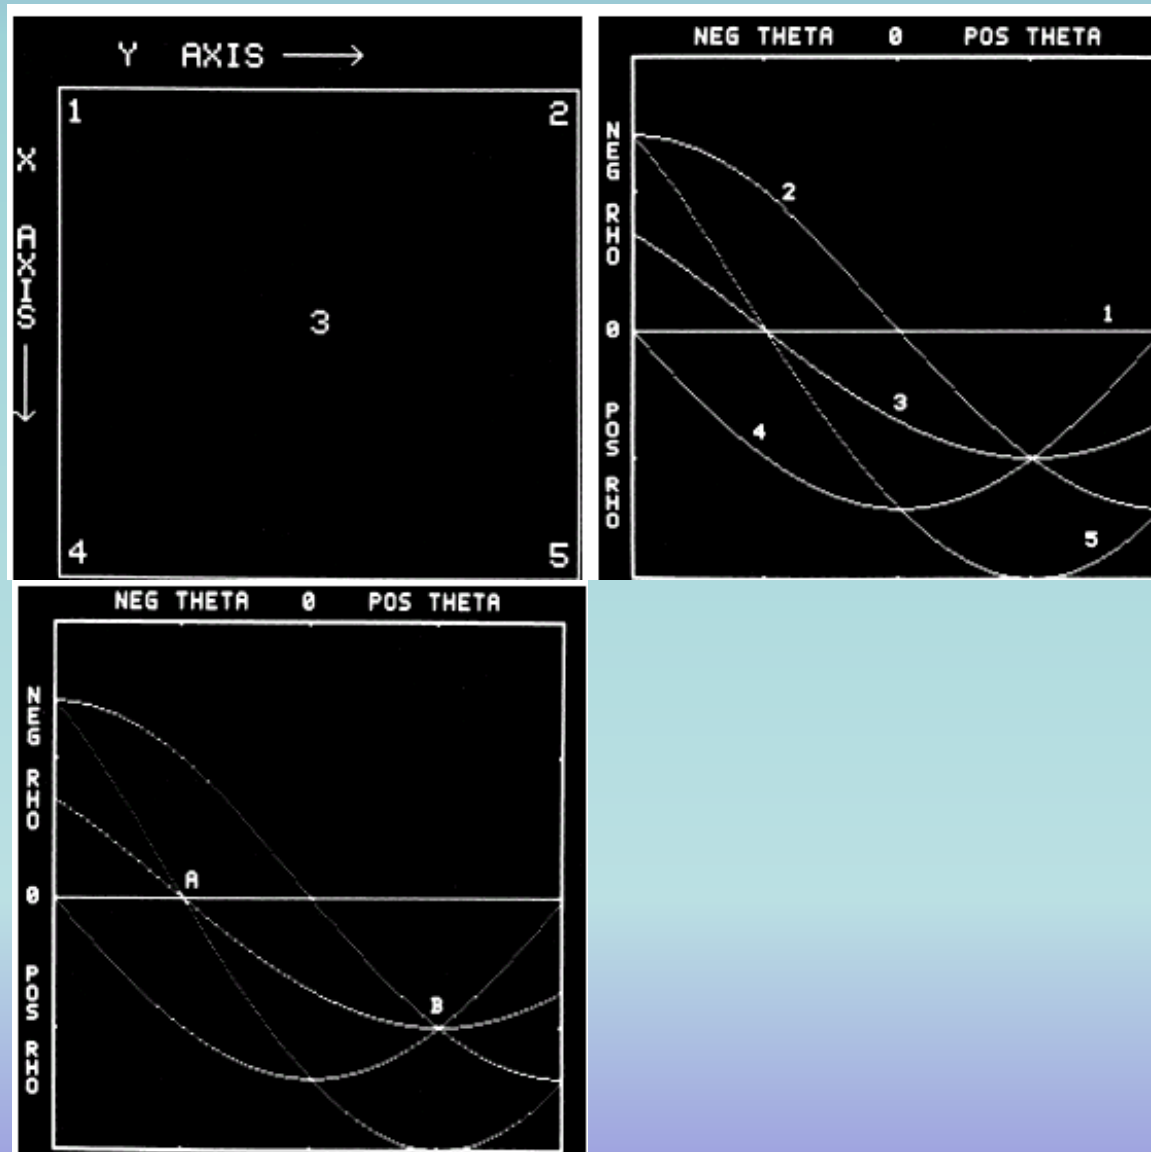 Y AXIS
1
2
X AXIS
3
4
5
NEG THETA 0 POS THETA
NEG RHO
0
POS RHO
2
1
3
4
5
NEG THETA 0 POS THETA
NEG RHO
0
POS RHO
A
B